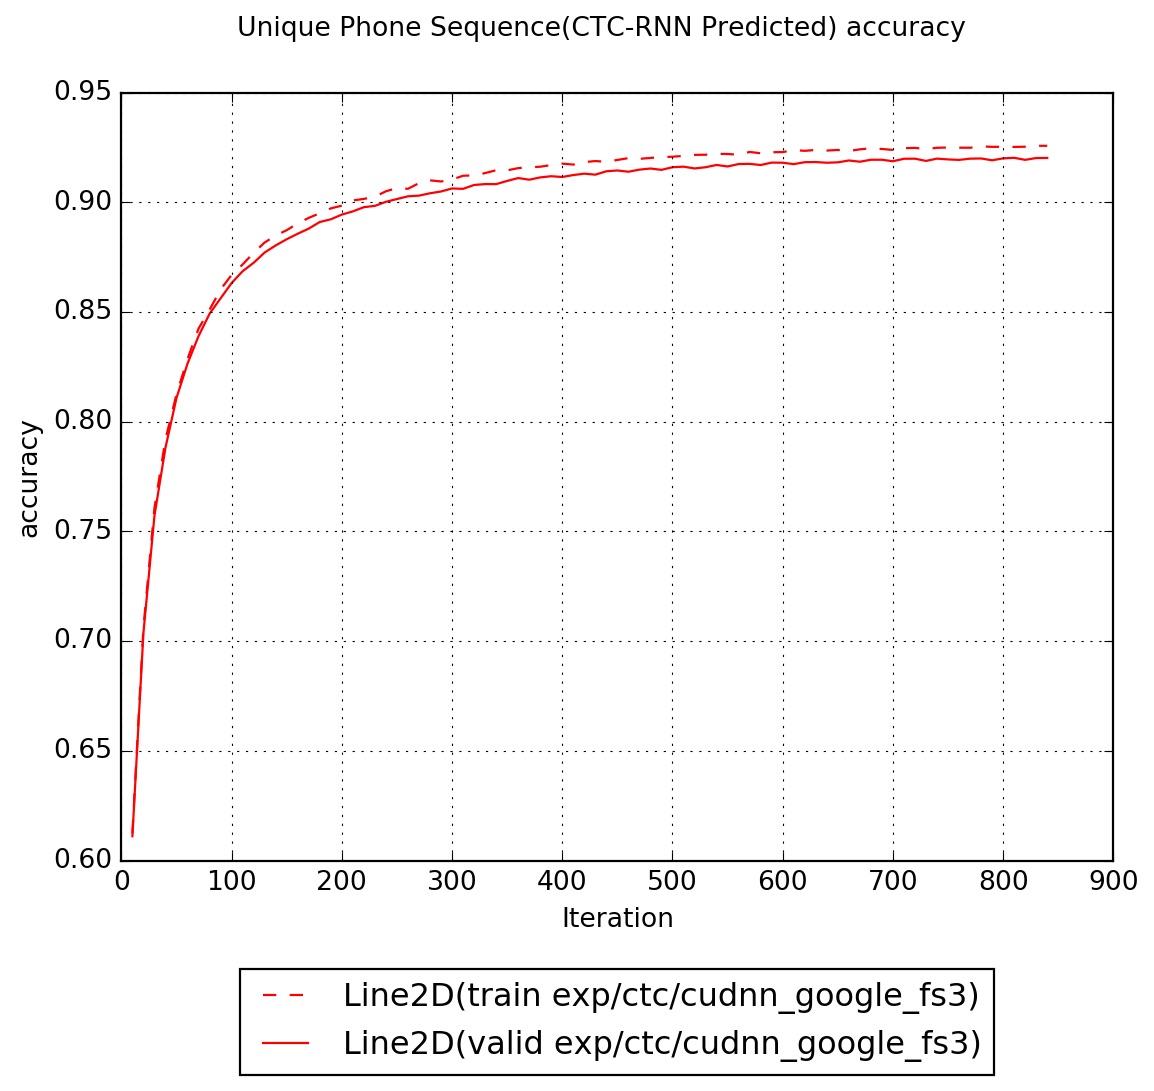 Unique Phone Sequence(CTC-RNN Predicted) accuracy
0.95
0.90
0.85
0.80
accuracy
0.75
0.70
0.65
0.60
0 100 200 300 400 500 600 700 800 900
Iteration
Line2D(train exp/ctc/cudnn_google_fs3)
Line2D(valid exp/ctc/cudnn_google_fs3)